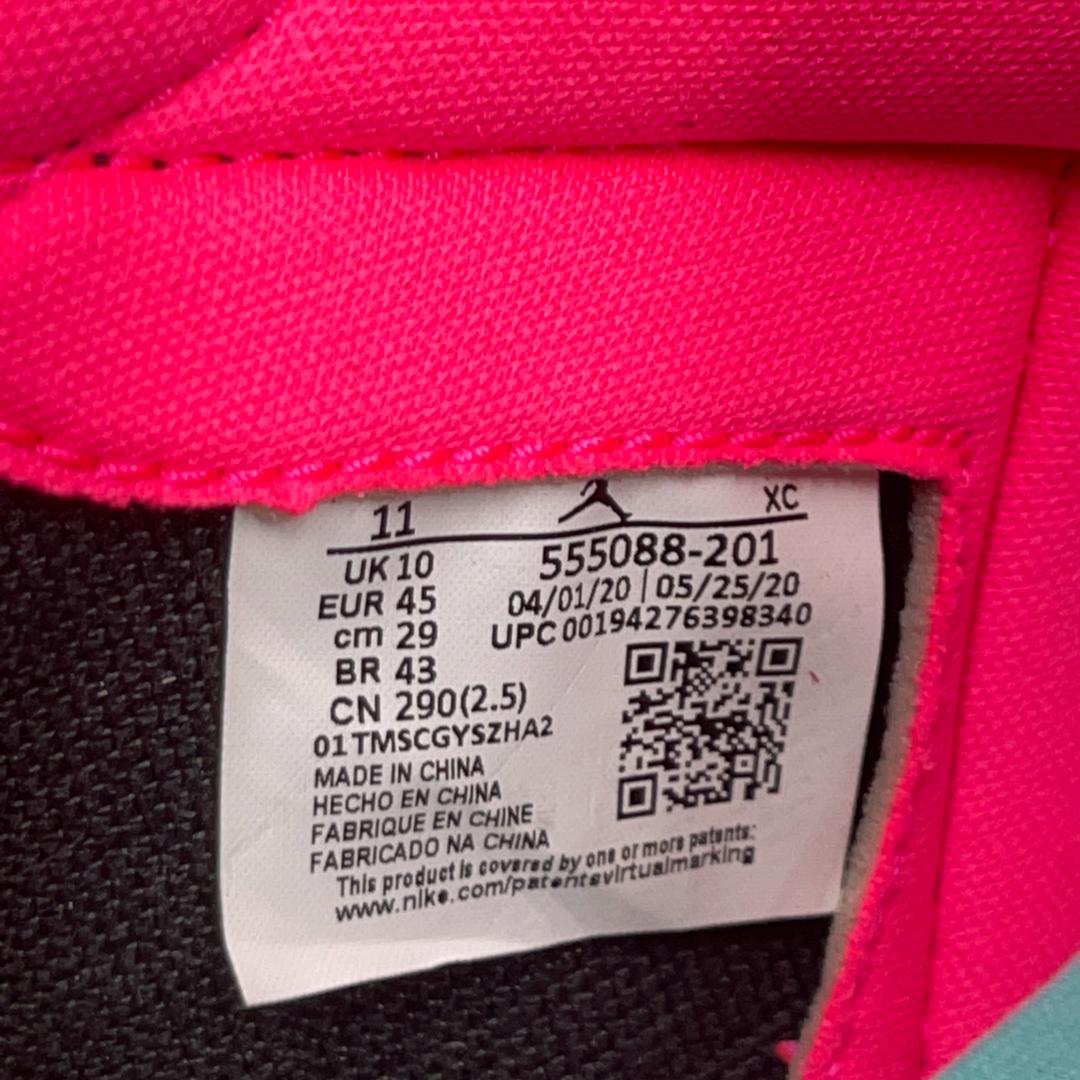 11 XC
UK 10 555088-201
EUR 45 04/01/20 | 05/25/20
cm 29 UPC 00194276398340
BR 43
CN 290(2.5)
01TMSCGYSZHA2
MADE IN CHINA
HECHO EN CHINA
FABRIQUE EN CHINE
FABRICADO NA CHINA
This product is covered by one or more patents:
www.nike.com/patentsvirtualmarking